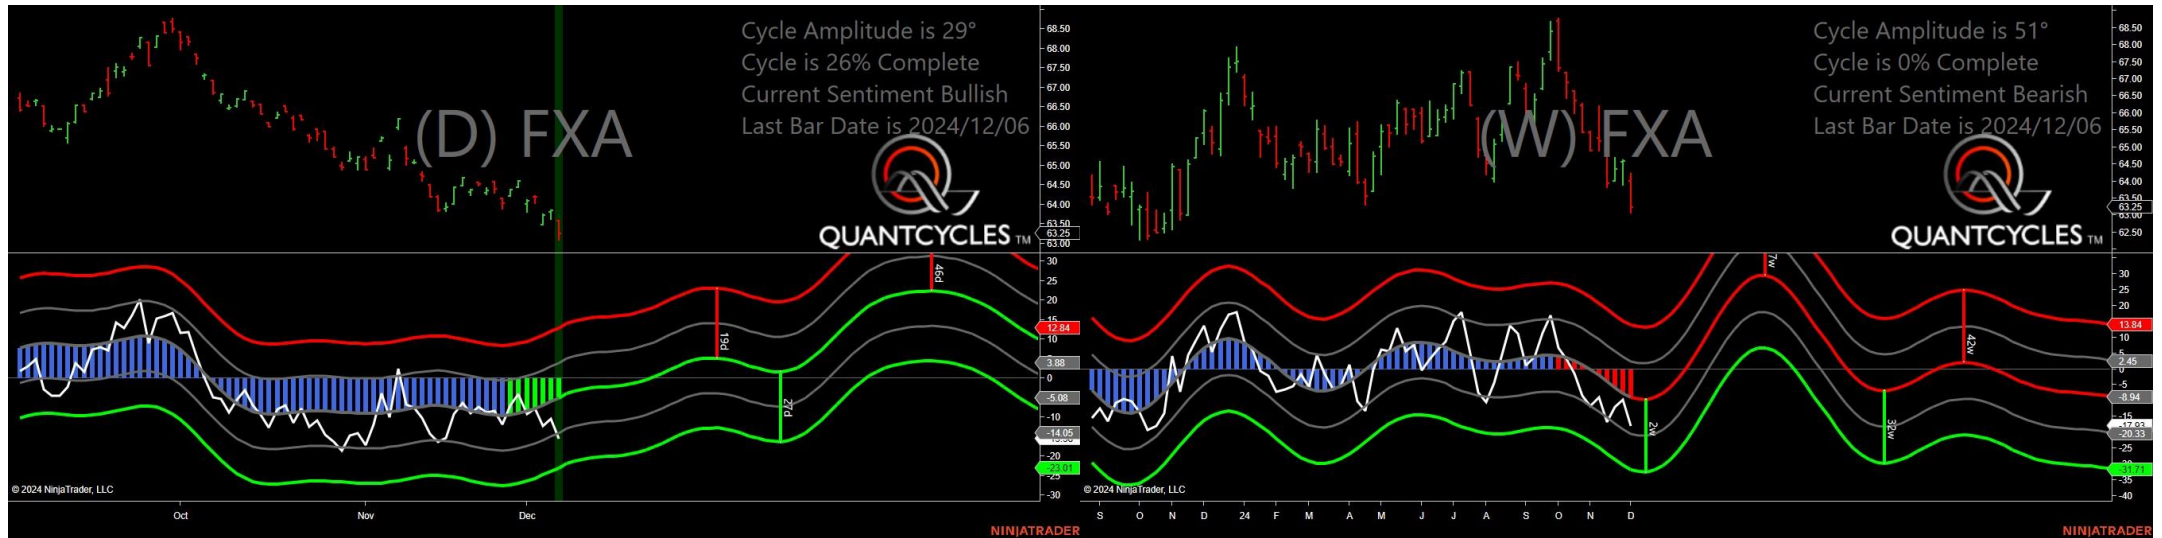 Cycle Amplitude is 29°
Cycle is 26% Complete
Current Sentiment Bullish
Last Bar Date is 2024/12/06
(D) FXA
QUANTCYCLES TM
68.50
68.00
67.50
67.00
66.50
66.00
65.50
65.00
64.50
64.00
63.50
63.25
63.00
30
25
20
15
12.84
10
5
3.88
0
-5.08
-10
-14.05
-20
-23.01
-25
-30
46d
19d
27d
© 2024 NinjaTrader, LLC
Oct
Nov
Dec
NINJATRADER
Cycle Amplitude is 51°
Cycle is 0% Complete
Current Sentiment Bearish
Last Bar Date is 2024/12/06
(W) FXA
QUANTCYCLES TM
68.50
68.00
67.50
67.00
66.50
66.00
65.50
65.00
64.50
64.00
63.50
63.25
63.00
62.50
30
25
20
13.84
10
5
2.45
0
-5
-8.94
-15
-17.93
-20.33
-25
-31.71
-35
-40
7w
42w
2w
32w
© 2024 NinjaTrader, LLC
S
O
N
D
24
F
M
A
M
J
J
A
S
O
N
D
NINJATRADER